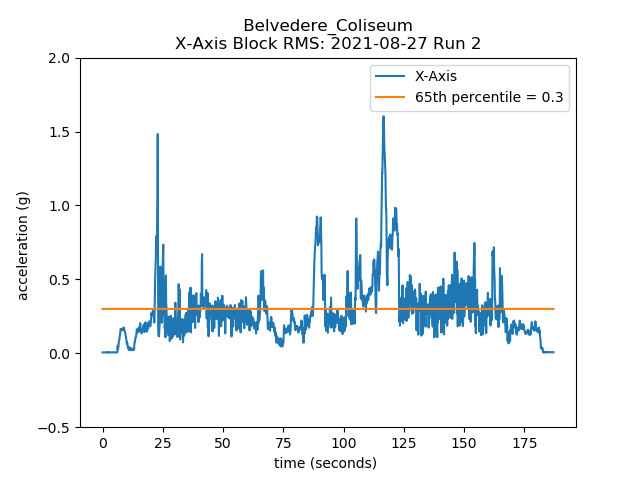 Belvedere_Coliseum
X-Axis Block RMS: 2021-08-27 Run 2
2.0
1.5
1.0
0.5
0.0
−0.5
acceleration (g)
X-Axis
65th percentile = 0.3
0 25 50 75 100 125 150 175
time (seconds)